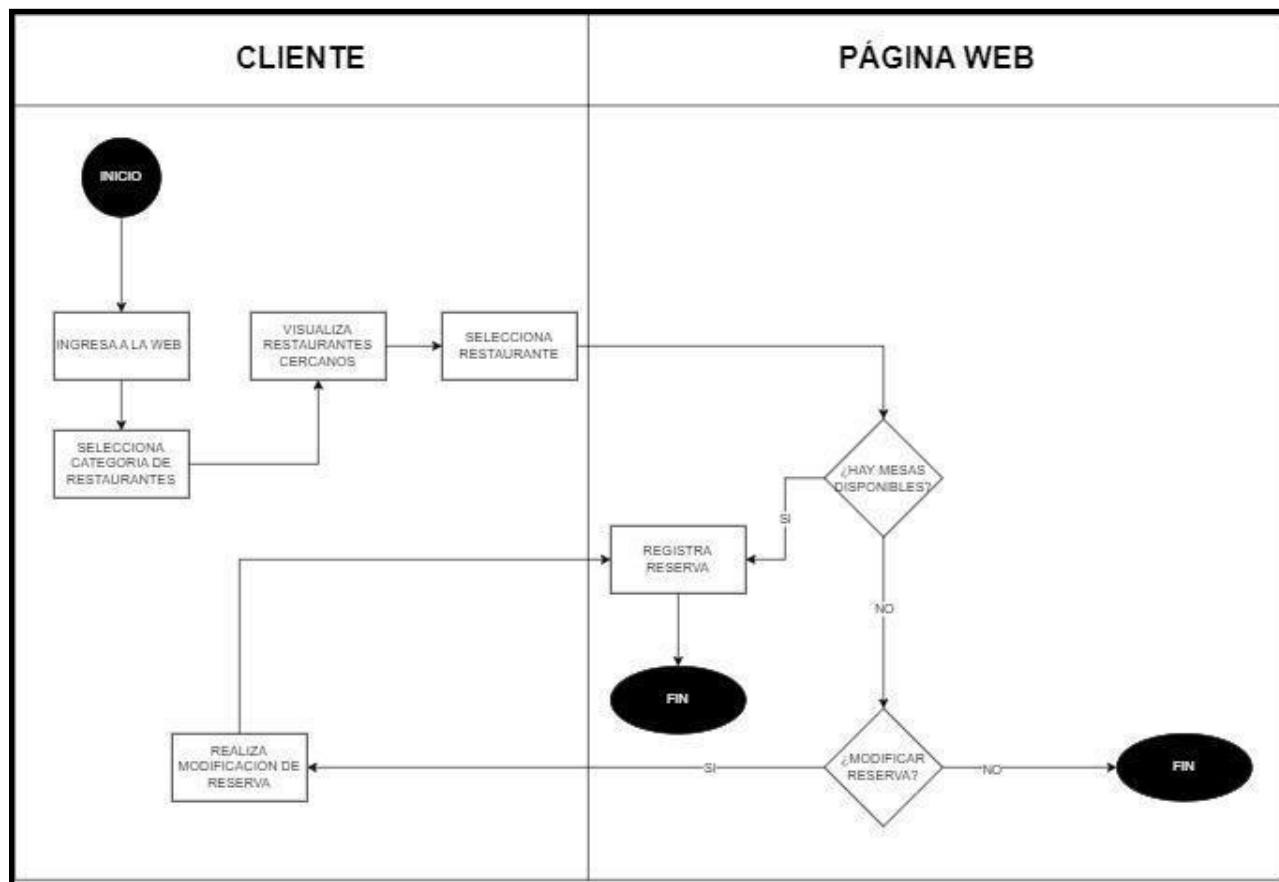 CLIENTE
PÁGINA WEB
INICIO
INGRESA A LA WEB
VISUALIZA
RESTAURANTES
CERCANOS
SELECCIONA
RESTAURANTE
SELECCIONA
CATEGORIA DE
RESTAURANTES
¿HAY MESAS
DISPONIBLES?
SI
REGISTRA
RESERVA
NO
FIN
REALIZA
MODIFICACIÓN DE
RESERVA
SI
¿MODIFICAR
RESERVA?
NO
FIN